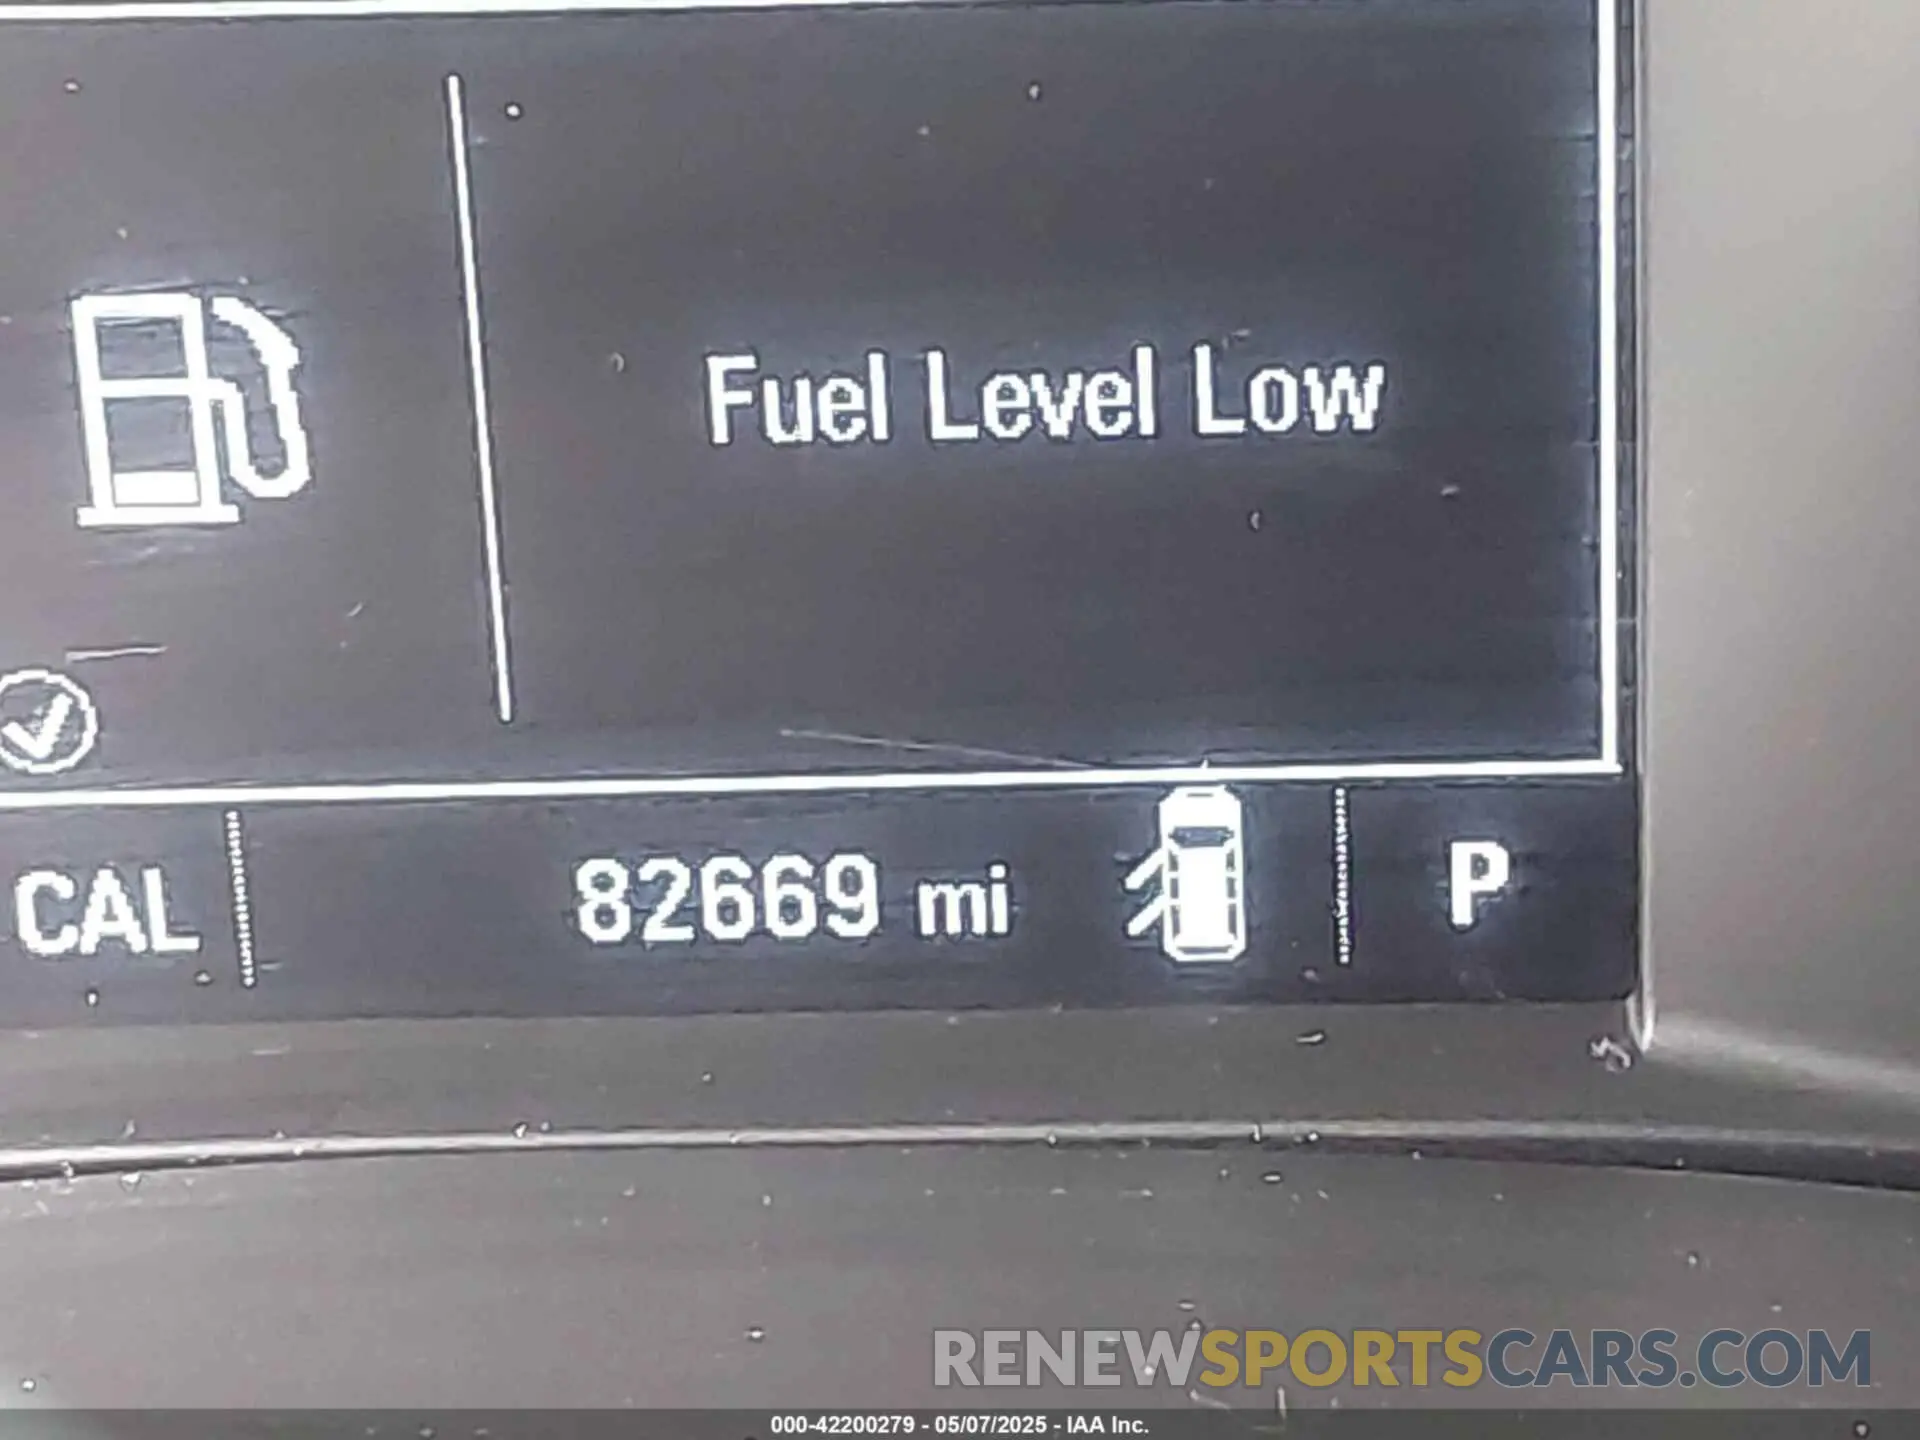 Fuel Level Low
CAL 82669 mi P
RENEWSPORTSCARS.COM
000-42200279 - 05/07/2025 - IAA Inc.